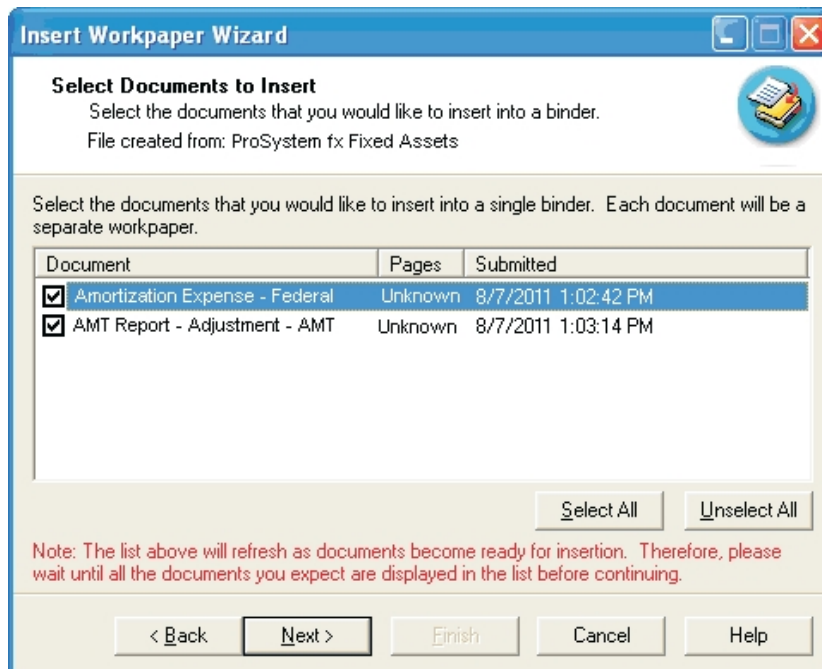 Insert Workpaper Wizard
Select Documents to Insert
Select the documents that you would like to insert into a binder.
File created from: ProSystem fx Fixed Assets
Select the documents that you would like to insert into a single binder. Each document will be a
separate workpaper.
Document Pages Submitted
Amortization Expense - Federal Unknown 8/7/2011 1:02:42 PM
AMT Report - Adjustment - AMT Unknown 8/7/2011 1:03:14 PM
Select All Unselect All
Note: The list above will refresh as documents become ready for insertion. Therefore, please
wait until all the documents you expect are displayed in the list before continuing.
< Back Next > Finish Cancel Help